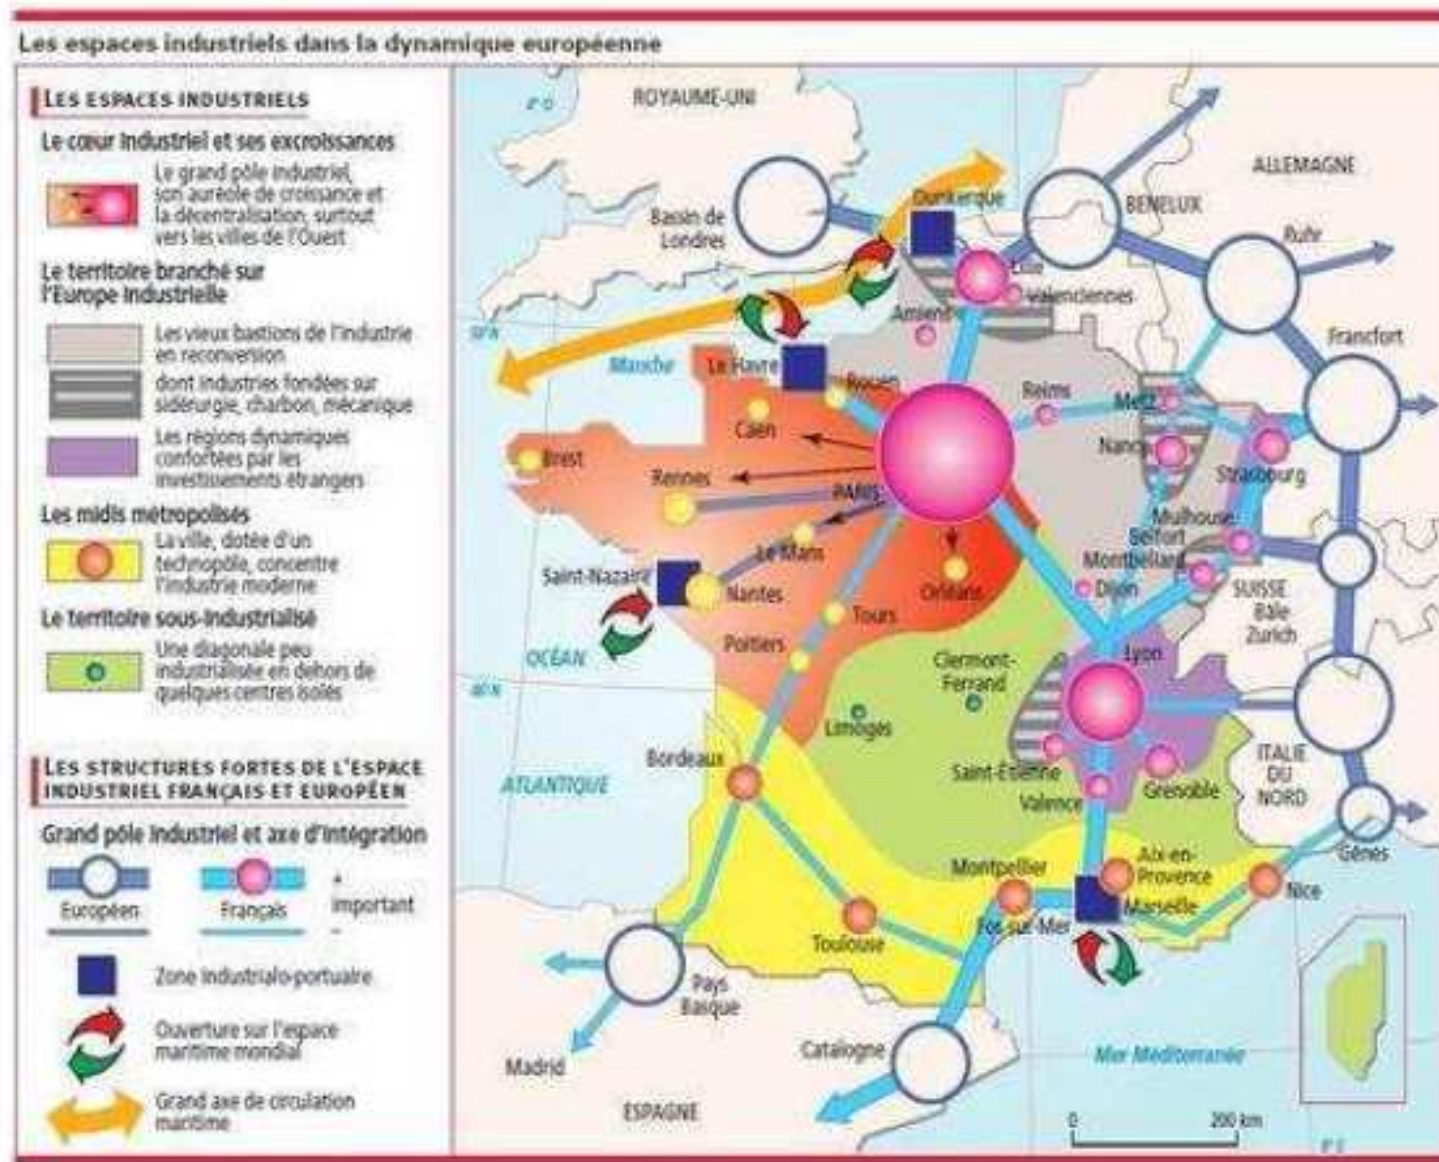 Les espaces industriels dans la dynamique européenne
LES ESPACES INDUSTRIELS
Le cœur industriel et ses excroissances
Le grand pôle industriel,
son auréole de croissance et
la décentralisation, surtout
vers les villes de l'Ouest
Le territoire branché sur
l'Europe industrielle
Les vieux bastions de l'industrie
en reconversion
dont industries fondées sur
sidérurgie, charbon, mécanique
Les régions dynamiques
confortées par les
investissements étrangers
Les midis métropolisés
La ville, dotée d'un
technopôle, concentre
l'industrie moderne
Le territoire sous-industrialisé
Une diagonale peu
industrialisée en dehors de
quelques centres isolés
LES STRUCTURES FORTES DE L'ESPACE
INDUSTRIEL FRANÇAIS ET EUROPÉEN
Grand pôle industriel et axe d'intégration
Européen
Français
+
important
-
Zone industrialo-portuaire
Ouverture sur l'espace
maritime mondial
Grand axe de circulation
maritime
ROYAUME-UNI
ALLEMAGNE
Dunkerque
BENELUX
Bassin de
Londres
Ruhr
Lille
Valenciennes
Amiens
Francfort
Manche
Le Havre
Rouen
Reims
Metz
Caen
Nancy
Brest
Rennes
Strasbourg
PARIS
Mulhouse-
Belfort
Le Mans
Montbéliard
Saint-Nazaire
Nantes
Orléans
Dijon
SUISSE
Bâle
Zurich
Tours
Poitiers
OCÉAN
Clermont-
Ferrand
Lyon
Limoges
Bordeaux
ATLANTIQUE
ITALIE
DU
NORD
Saint-Etienne
Valence
Grenoble
Gênes
Montpellier
Aix-en-
Provence
Nice
Fos-sur-Mer
Marseille
Toulouse
Pays
Basque
Catalogne
Madrid
Mer Mediterranée
ESPAGNE
0
200 km